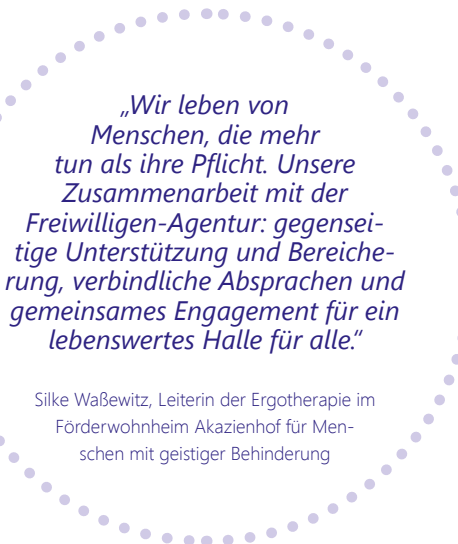 „Wir leben von
Menschen, die mehr
tun als ihre Pflicht. Unsere
Zusammenarbeit mit der
Freiwilligen-Agentur: gegensei-
tige Unterstützung und Bereiche-
rung, verbindliche Absprachen und
gemeinsames Engagement für ein
lebenswertes Halle für alle.“
Silke Waßewitz, Leiterin der Ergotherapie im
Förderwohnheim Akazienhof für Men-
schen mit geistiger Behinderung